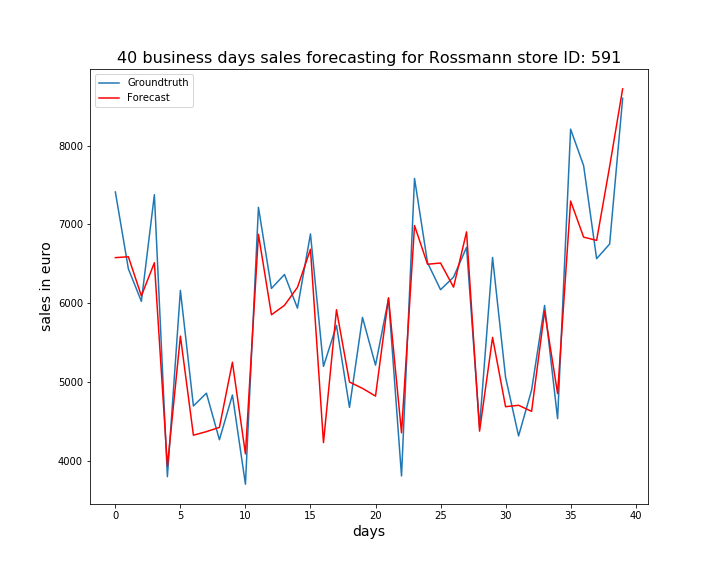 40 business days sales forecasting for Rossmann store ID: 591
Groundtruth
Forecast
8000
7000
6000
5000
4000
sales in euro
0 5 10 15 20 25 30 35 40
days